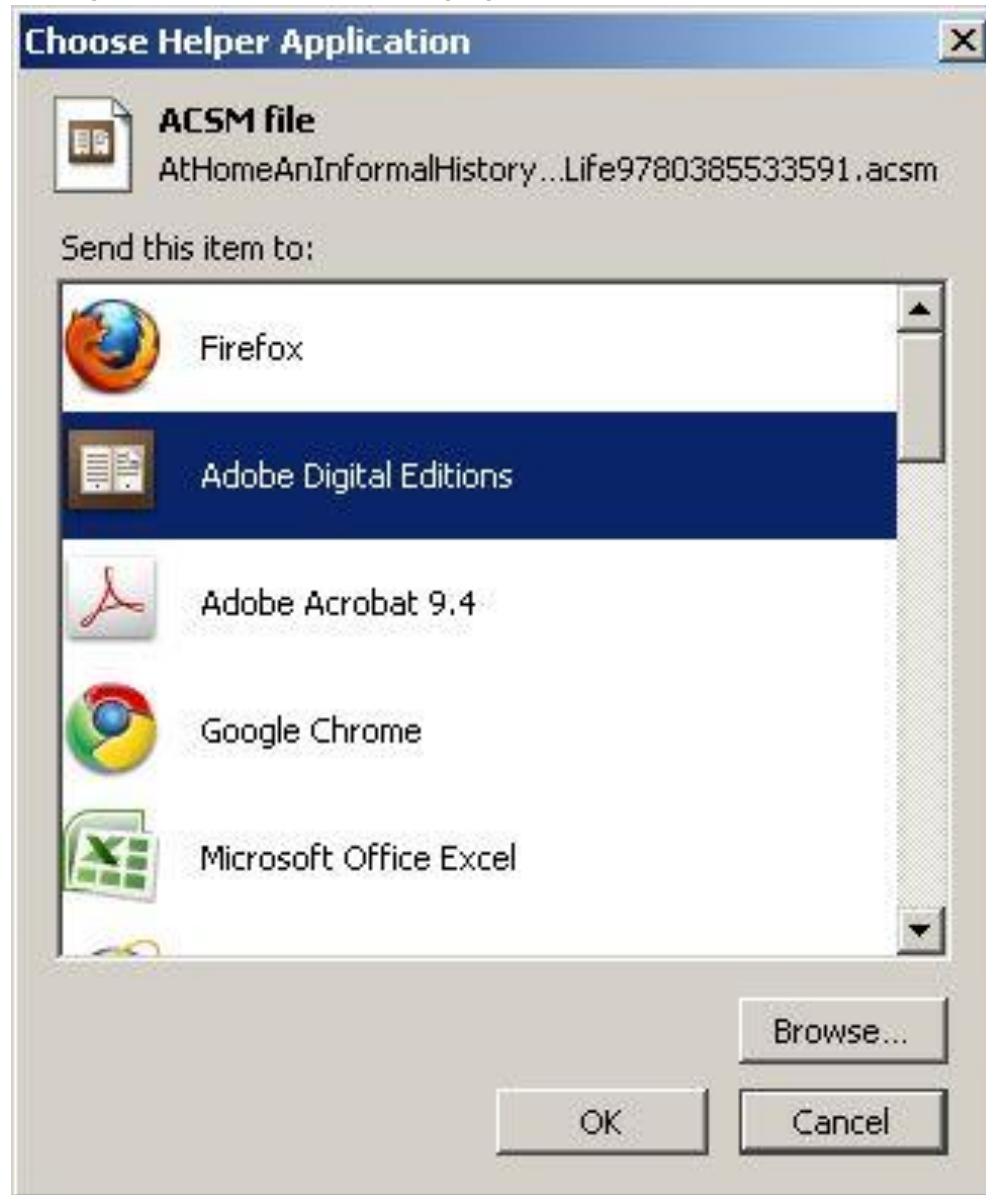 Choose Helper Application
ACSM file
AtHomeAnInformalHistory...Life9780385533591.acsm
Send this item to:
Firefox
Adobe Digital Editions
Adobe Acrobat 9.4
Google Chrome
Microsoft Office Excel
Browse...
OK Cancel